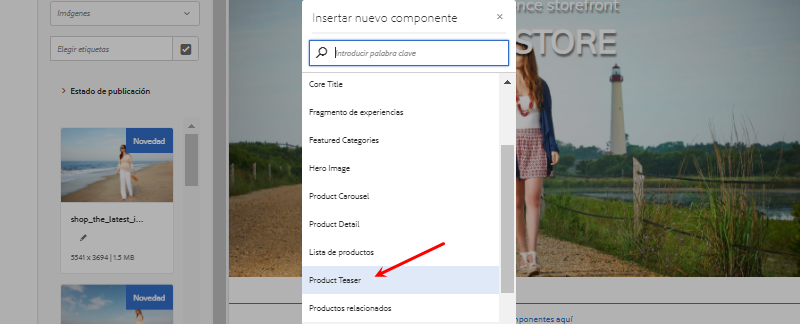 Imágenes
Elegir etiquetas
Estado de publicación
Novedad
shop_the_latest_i...
5541 x 3694 | 1.5 MB
Novedad
Insertar nuevo componente
×
Introducir palabra clave
Core Title
Fragmento de experiencias
Featured Categories
Hero Image
Product Carousel
Product Detail
Lista de productos
Product Teaser
Productos relacionados
nce storefront
STORE
mponentes aquí